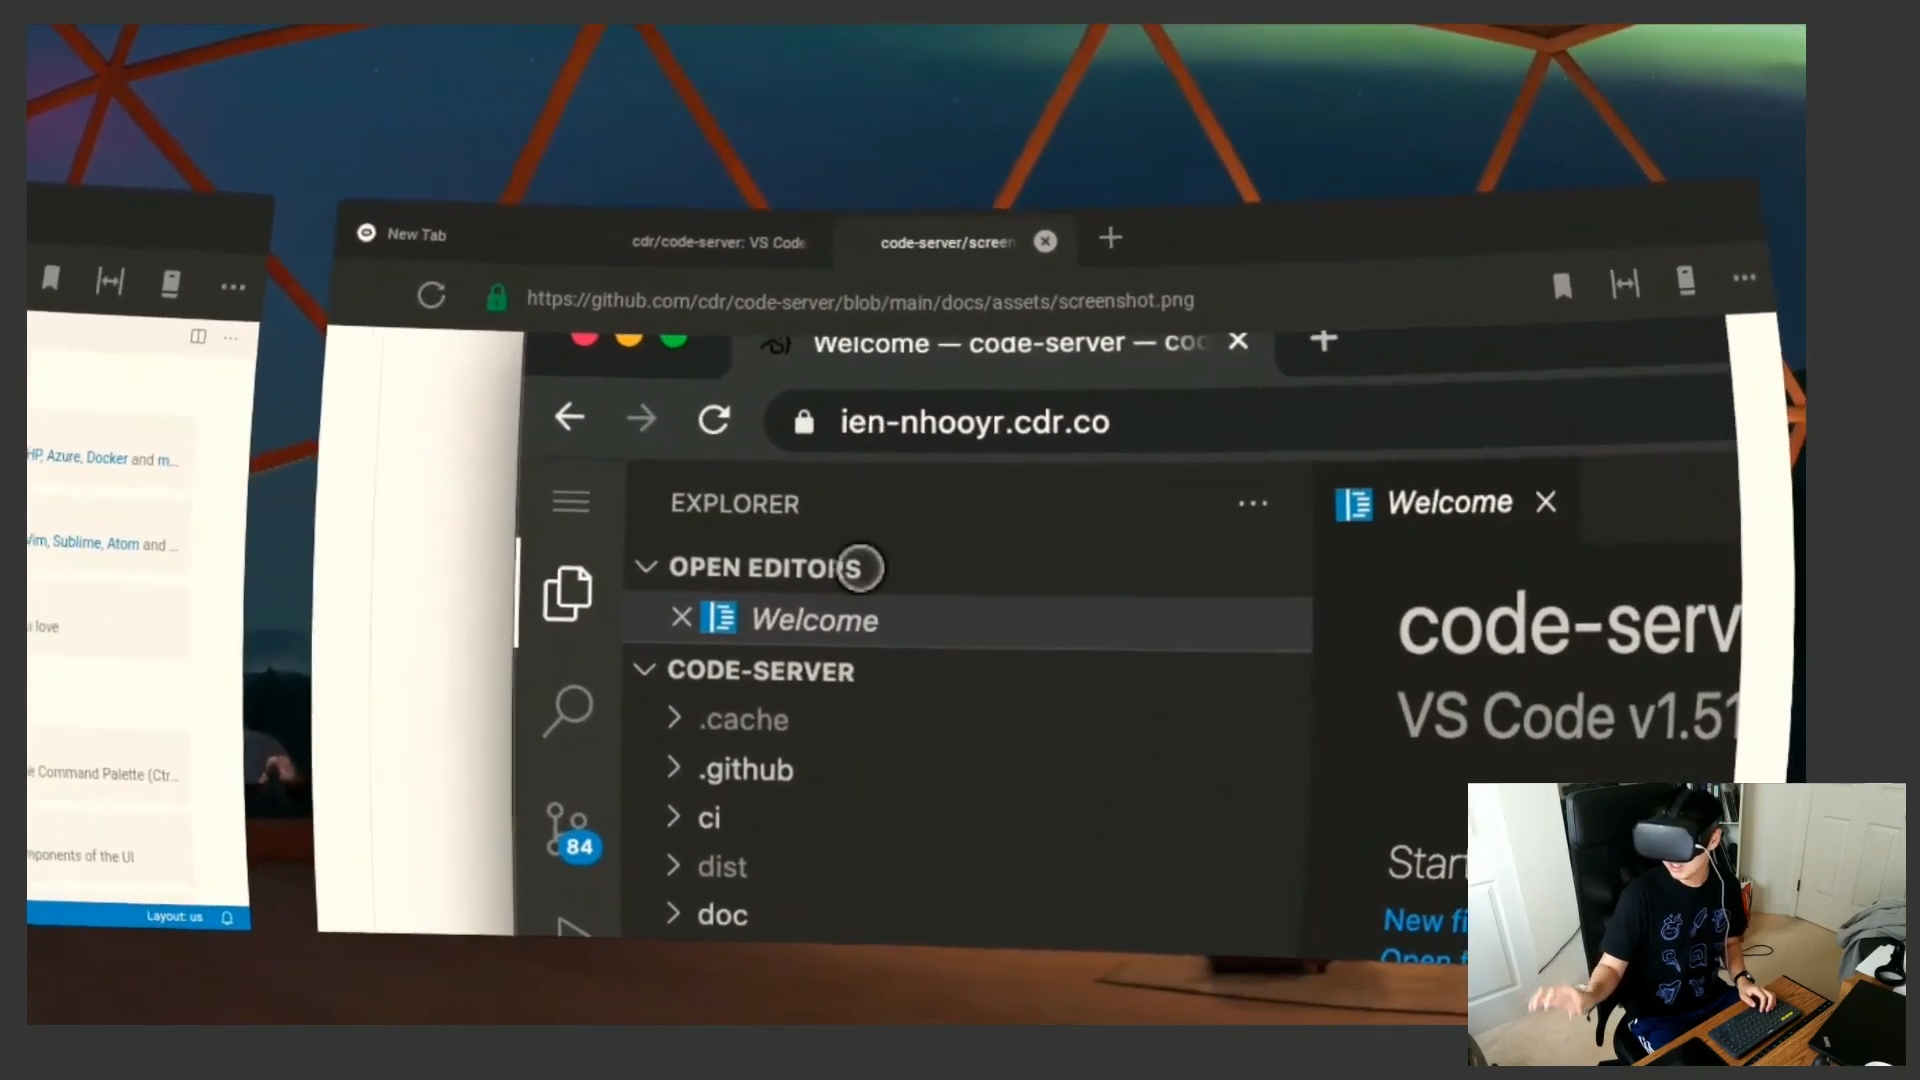 New Tab
cdr/code-server: VS Code
code-server/screen
https://github.com/cdr/code-server/blob/main/docs/assets/screenshot.png
Welcome — code-server — co
ien-nhooyr.cdr.co
EXPLORER
Welcome
OPEN EDITORS
Welcome
CODE-SERVER
.cache
.github
ci
dist
doc
84
code-serv
VS Code v1.51
Star
New fi
Open f
HP, Azure, Docker and m...
Vim, Sublime, Atom and ...
love
e Command Palette (Ctr...
mponents of the UI
Layout: us